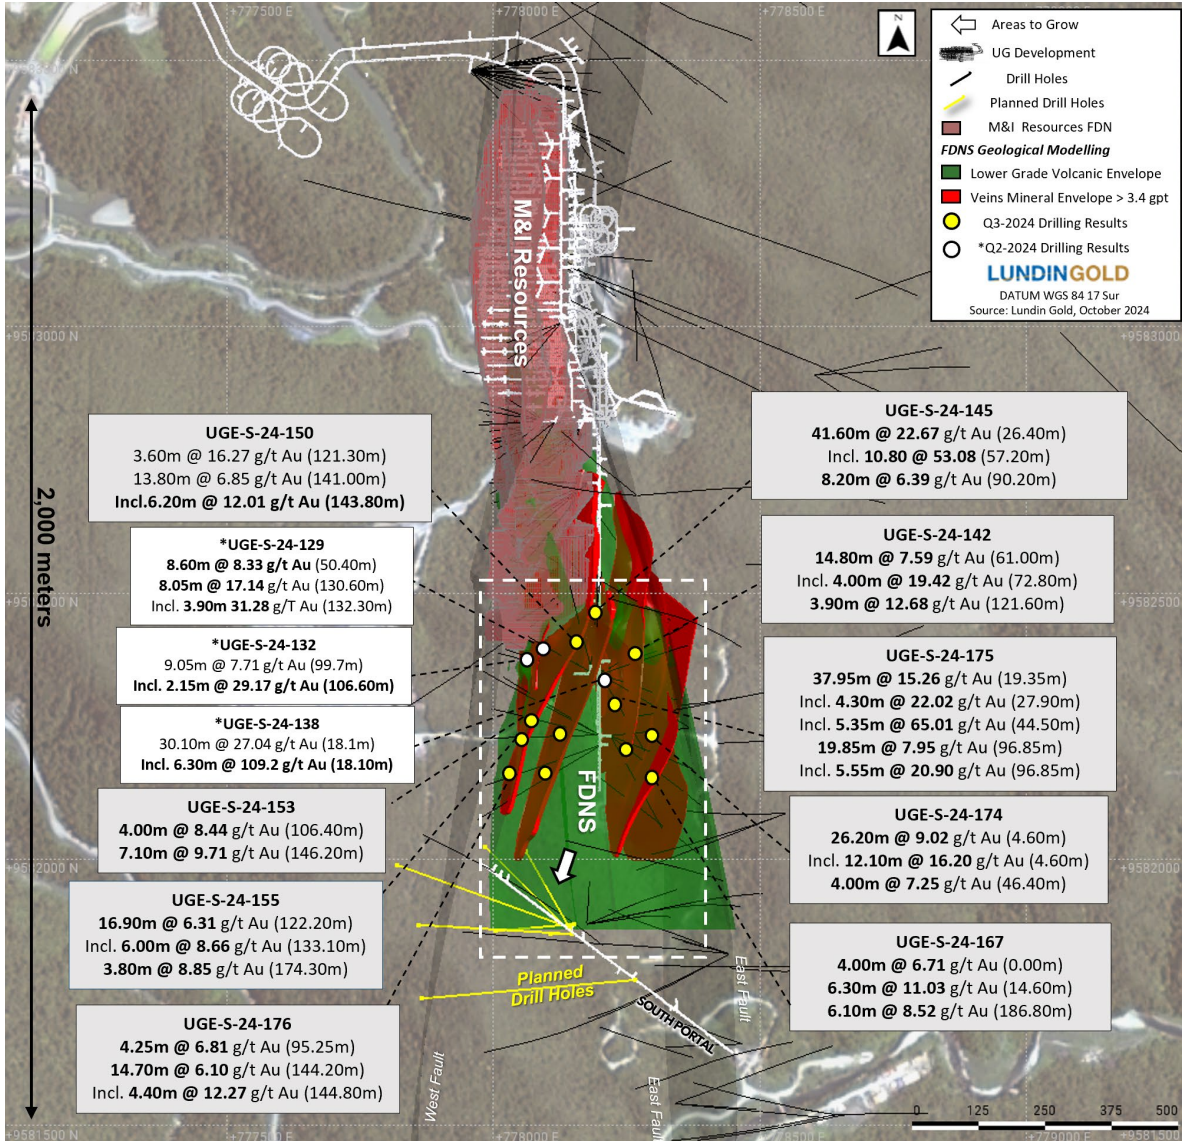 +777500 E
+778000 E
+778500 E
N
Areas to Grow
UG Development
Drill Holes
Planned Drill Holes
M&I Resources FDN
FDNS Geological Modelling
Lower Grade Volcanic Envelope
Veins Mineral Envelope > 3.4 gpt
Q3-2024 Drilling Results
*Q2-2024 Drilling Results
LUNDINGOLD
DATUM WGS 84 17 Sur
Source: Lundin Gold, October 2024
M&I Resources
+9583000 N
+9583000
2,000 meters
UGE-S-24-150
3.60m @ 16.27 g/t Au (121.30m)
13.80m @ 6.85 g/t Au (141.00m)
Incl.6.20m @ 12.01 g/t Au (143.80m)
*UGE-S-24-129
8.60m @ 8.33 g/t Au (50.40m)
8.05m @ 17.14 g/t Au (130.60m)
Incl. 3.90m 31.28 g/T Au (132.30m)
*UGE-S-24-132
9.05m @ 7.71 g/t Au (99.7m)
Incl. 2.15m @ 29.17 g/t Au (106.60m)
*UGE-S-24-138
30.10m @ 27.04 g/t Au (18.1m)
Incl. 6.30m @ 109.2 g/t Au (18.10m)
UGE-S-24-153
4.00m @ 8.44 g/t Au (106.40m)
7.10m @ 9.71 g/t Au (146.20m)
UGE-S-24-155
16.90m @ 6.31 g/t Au (122.20m)
Incl. 6.00m @ 8.66 g/t Au (133.10m)
3.80m @ 8.85 g/t Au (174.30m)
UGE-S-24-176
4.25m @ 6.81 g/t Au (95.25m)
14.70m @ 6.10 g/t Au (144.20m)
Incl. 4.40m @ 12.27 g/t Au (144.80m)
UGE-S-24-145
41.60m @ 22.67 g/t Au (26.40m)
Incl. 10.80 @ 53.08 (57.20m)
8.20m @ 6.39 g/t Au (90.20m)
UGE-S-24-142
14.80m @ 7.59 g/t Au (61.00m)
Incl. 4.00m @ 19.42 g/t Au (72.80m)
3.90m @ 12.68 g/t Au (121.60m)
+9582500
UGE-S-24-175
37.95m @ 15.26 g/t Au (19.35m)
Incl. 4.30m @ 22.02 g/t Au (27.90m)
Incl. 5.35m @ 65.01 g/t Au (44.50m)
19.85m @ 7.95 g/t Au (96.85m)
Incl. 5.55m @ 20.90 g/t Au (96.85m)
UGE-S-24-174
26.20m @ 9.02 g/t Au (4.60m)
Incl. 12.10m @ 16.20 g/t Au (4.60m)
4.00m @ 7.25 g/t Au (46.40m)
+9582000 N
+9582000
UGE-S-24-167
4.00m @ 6.71 g/t Au (0.00m)
6.30m @ 11.03 g/t Au (14.60m)
6.10m @ 8.52 g/t Au (186.80m)
FDNS
Planned
Drill Holes
SOUTH PORTAL
East Fault
West Fault
0 125 250 375 500
+9581500 N
+777500 E
+778000 E
+778500 E
+779000 E
+9581500